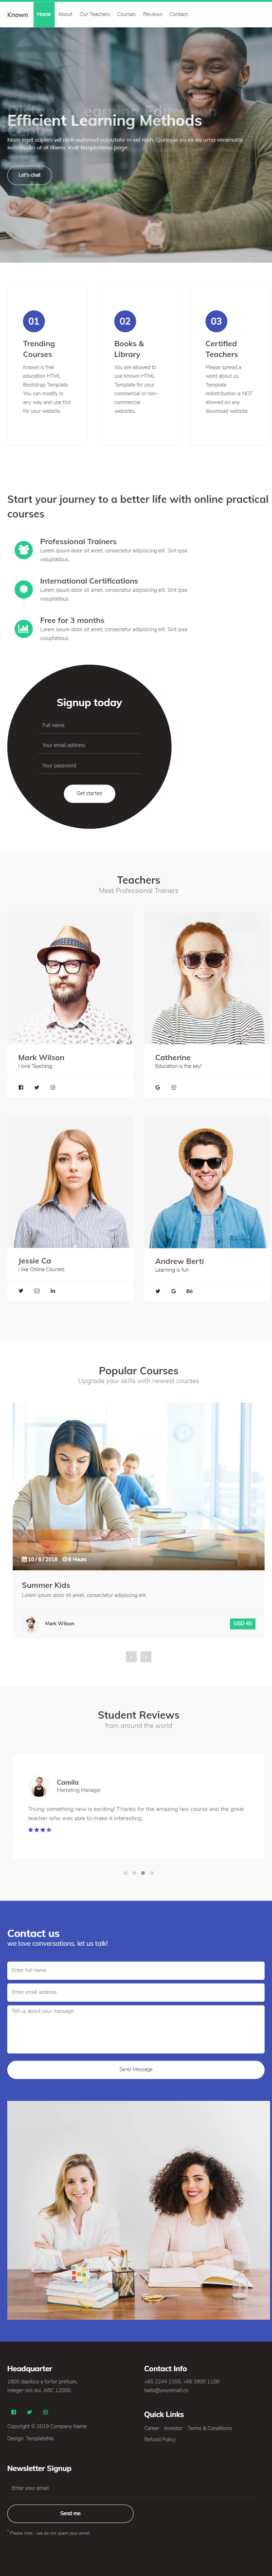 Known
Home
About
Our Teachers
Courses
Reviews
Contact
Efficient Learning Methods
Nam eget sapien vel nibh euismod vulputate in vel nibh. Quisque eu ex eu urna venenatis
sollicitudin ut at libero. Visit templatemo page.
Let's chat
01
Trending
Courses
Known is free
education HTML
Bootstrap Template.
You can modify in
any way and use this
for your website.
02
Books &
Library
You are allowed to
use Known HTML
Template for your
commercial or non-
commercial
websites.
03
Certified
Teachers
Please spread a
word about us.
Template
redistribution is NOT
allowed on any
download website.
Start your journey to a better life with online practical
courses
Professional Trainers
Lorem ipsum dolor sit amet, consectetur adipisicing elit. Sint ipsa
voluptatibus.
International Certifications
Lorem ipsum dolor sit amet, consectetur adipisicing elit. Sint ipsa
voluptatibus.
Free for 3 months
Lorem ipsum dolor sit amet, consectetur adipisicing elit. Sint ipsa
voluptatibus.
Signup today
Full name
Your email address
Your password
Get started
Teachers
Meet Professional Trainers
Mark Wilson
I love Teaching
Catherine
Education is the key!
Jessie Ca
I like Online Courses
Andrew Berti
Learning is fun
Popular Courses
Upgrade your skills with newest courses
10 / 8 / 2018
6 Hours
Summer Kids
Lorem ipsum dolor sit amet, consectetur adipisicing elit.
Mark Wilson
USD 45
Student Reviews
from around the world
Camila
Marketing Manager
Trying something new is exciting! Thanks for the amazing law course and the great
teacher who was able to make it interesting.
Contact us
we love conversations. let us talk!
Enter full name
Enter email address
Tell us about your message
Send Message
Headquarter
1800 dapibus a tortor pretium,
Integer nisl dui, ABC 12000
Copyright © 2019 Company Name
Design: TemplateMo
Contact Info
+65 2244 1100, +66 1800 1100
hello@youremail.co
Quick Links
Career
Investor
Terms & Conditions
Refund Policy
Newsletter Signup
Enter your email
Send me
* Please note - we do not spam your email.